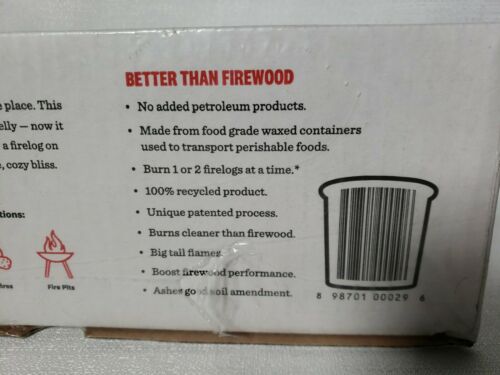 BETTER THAN FIREWOOD
place. This
elly — now it
a firelog on
, cozy bliss.
tions:
Fire Pits
• No added petroleum products.
• Made from food grade waxed containers
used to transport perishable foods.
• Burn 1 or 2 firelogs at a time.*
• 100% recycled product.
• Unique patented process.
• Burns cleaner than firewood.
• Big tall flames.
• Boost firewood performance.
• Ashes good soil amendment.
8 98701 00029 6